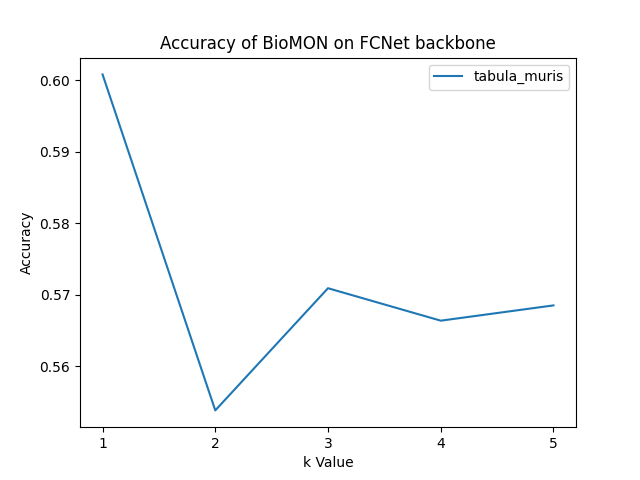 Accuracy of BioMON on FCNet backbone
tabula_muris
0.60
0.59
0.58
0.57
0.56
Accuracy
1 2 3 4 5
k Value